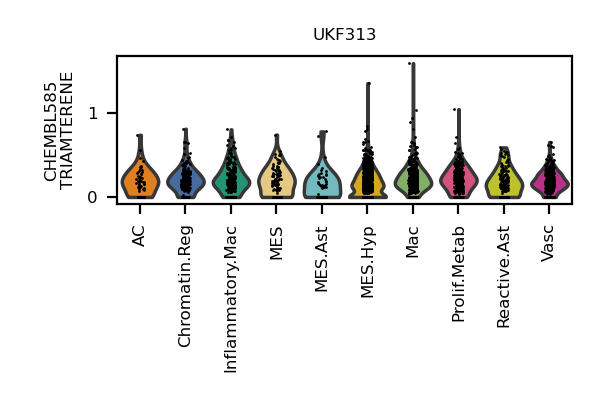 UKF313
CHEMBL585
TRIAMTERENE
1
0
AC
Chromatin.Reg
Inflammatory.Mac
MES
MES.Ast
MES.Hyp
Mac
Prolif.Metab
Reactive.Ast
Vasc